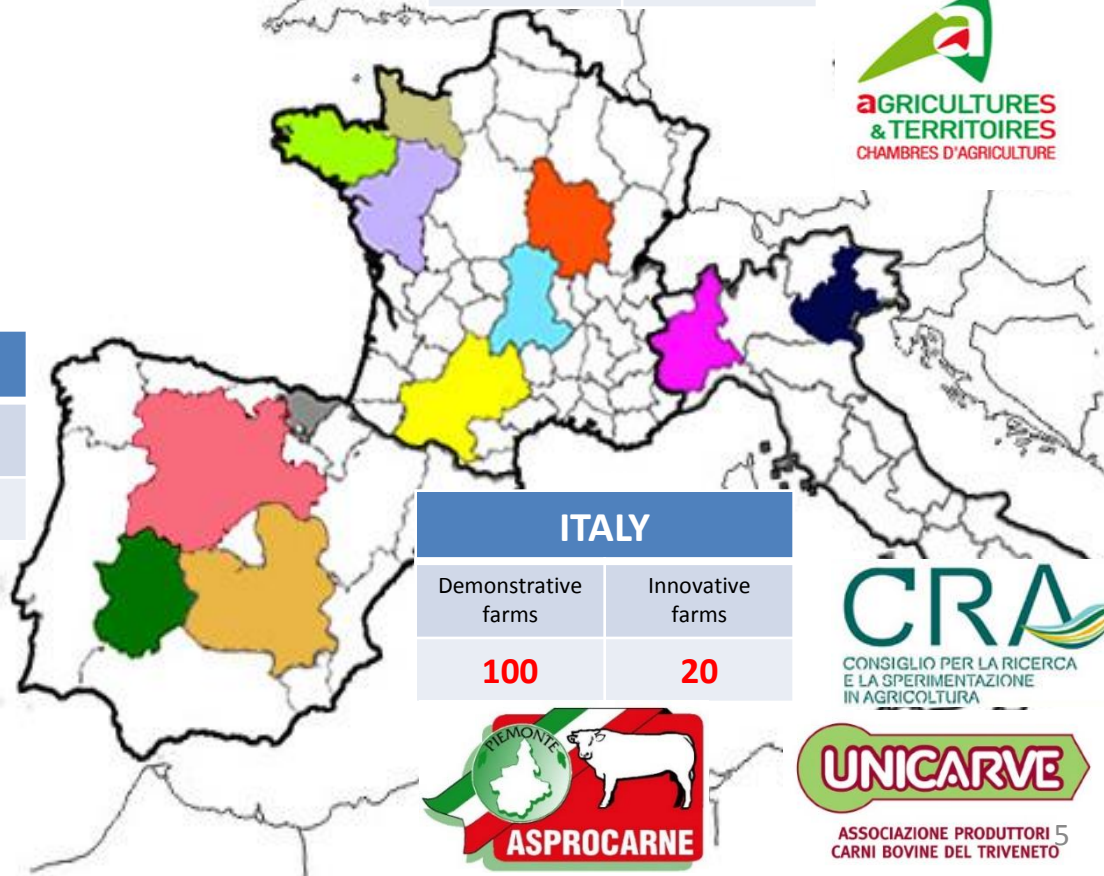 aGRICULTURES
& TERRITOIRES
CHAMBRES D'AGRICULTURE
ITALY
Demonstrative farms
Innovative farms
100
20
CRA
CONSIGLIO PER LA RICERCA
E LA SPERIMENTAZIONE
IN AGRICOLTURA
PIEMONTE
ASPROCARNE
UNICARVE
ASSOCIAZIONE PRODUTTORI
CARNI BOVINE DEL TRIVENETO
5